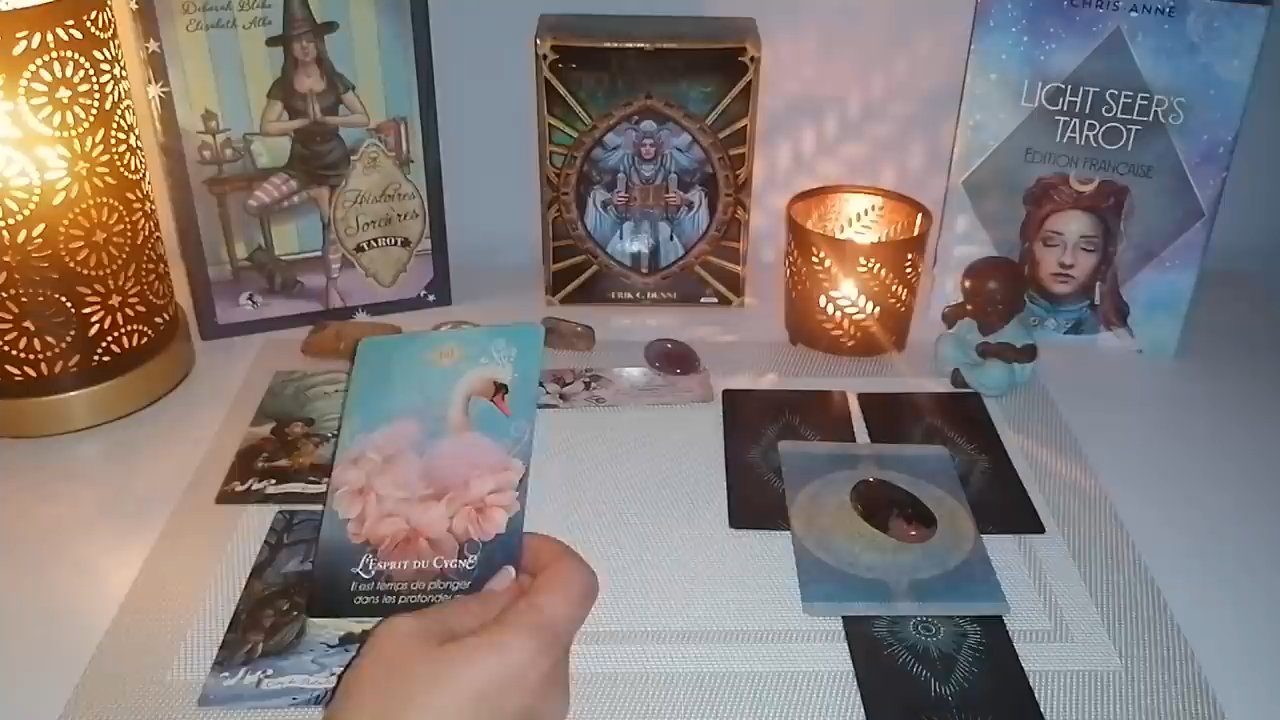 Deborah Blake
Elisabeth Alba
Histoires
Sorcières
TAROT
ERIK C. DUNNE
CHRIS-ANNE
LIGHT SEER'S
TAROT
ÉDITION FRANÇAISE
L'ESPRIT DU CYGNE
Il est temps de plonger
dans les profondeurs